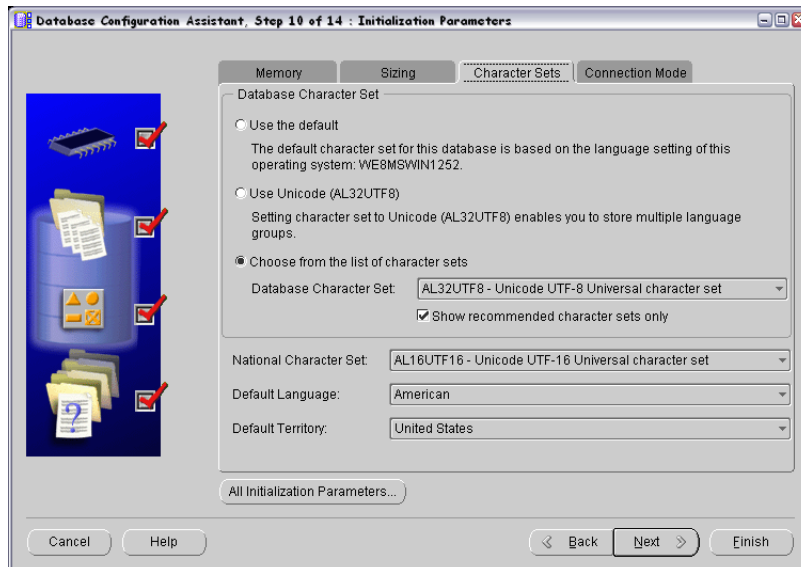 Database Configuration Assistant, Step 10 of 14 : Initialization Parameters
Memory
Sizing
Character Sets
Connection Mode
Database Character Set
Use the default
The default character set for this database is based on the language setting of this
operating system: WE8MSWIN1252.
Use Unicode (AL32UTF8)
Setting character set to Unicode (AL32UTF8) enables you to store multiple language
groups.
Choose from the list of character sets
Database Character Set: AL32UTF8 - Unicode UTF-8 Universal character set
Show recommended character sets only
National Character Set: AL16UTF16 - Unicode UTF-16 Universal character set
Default Language: American
Default Territory: United States
All Initialization Parameters...
Cancel
Help
Back
Next
Finish
?